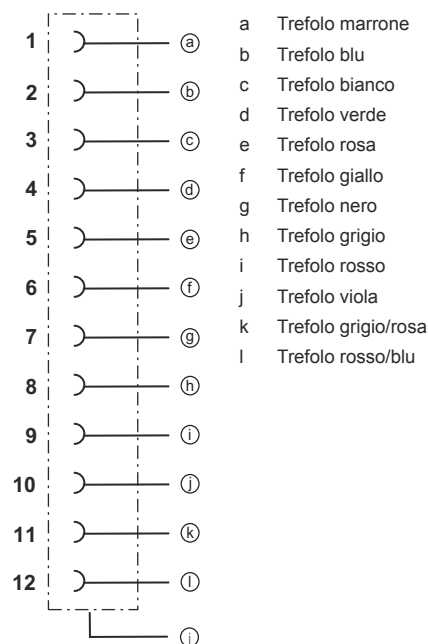 1 ⓐ
2 ⓑ
3 ⓒ
4 ⓓ
5 ⓔ
6 ⓕ
7 ⓖ
8 ⓗ
9 ⓘ
10 ⓙ
11 ⓚ
12 ⓛ
a Trefolo marrone
b Trefolo blu
c Trefolo bianco
d Trefolo verde
e Trefolo rosa
f Trefolo giallo
g Trefolo nero
h Trefolo grigio
i Trefolo rosso
j Trefolo viola
k Trefolo grigio/rosa
l Trefolo rosso/blu